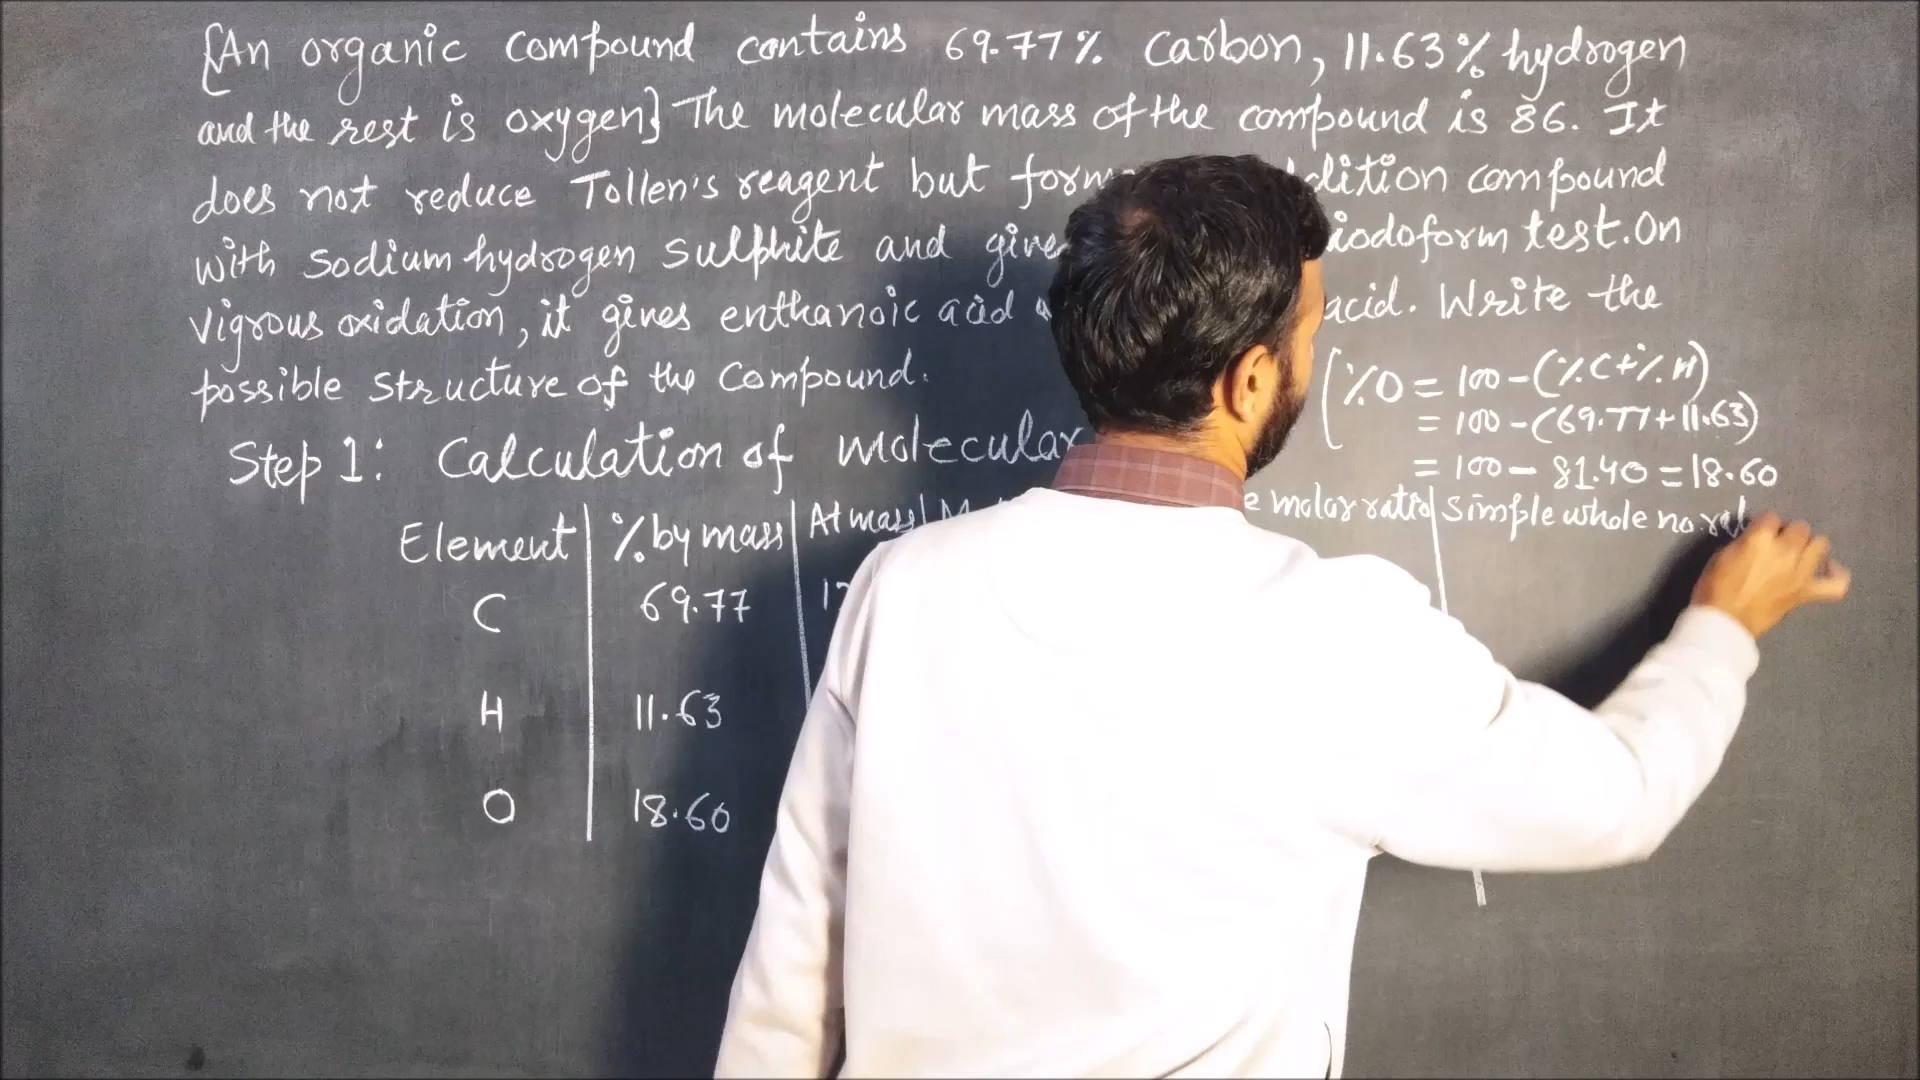 [An organic compound contains 69.77% Carbon, 11.63% hydrogen
and the rest is oxygen] The molecular mass of the compound is 86. It
does not reduce Tollen's reagent but form dition compound
with sodium hydrogen sulphite and give iodoform test. On
vigrous oxidation, it gives enthanoic acid acid. Write the
possible structure of the compound.
(%O = 100 - (%C + %H)
= 100 - (69.77 + 11.63)
= 100 - 81.40 = 18.60
Step 1: Calculation of molecular
Element | % by mass | At mass | e molar ratio | Simple whole no.
C 69.77
H 11.63
O 18.60